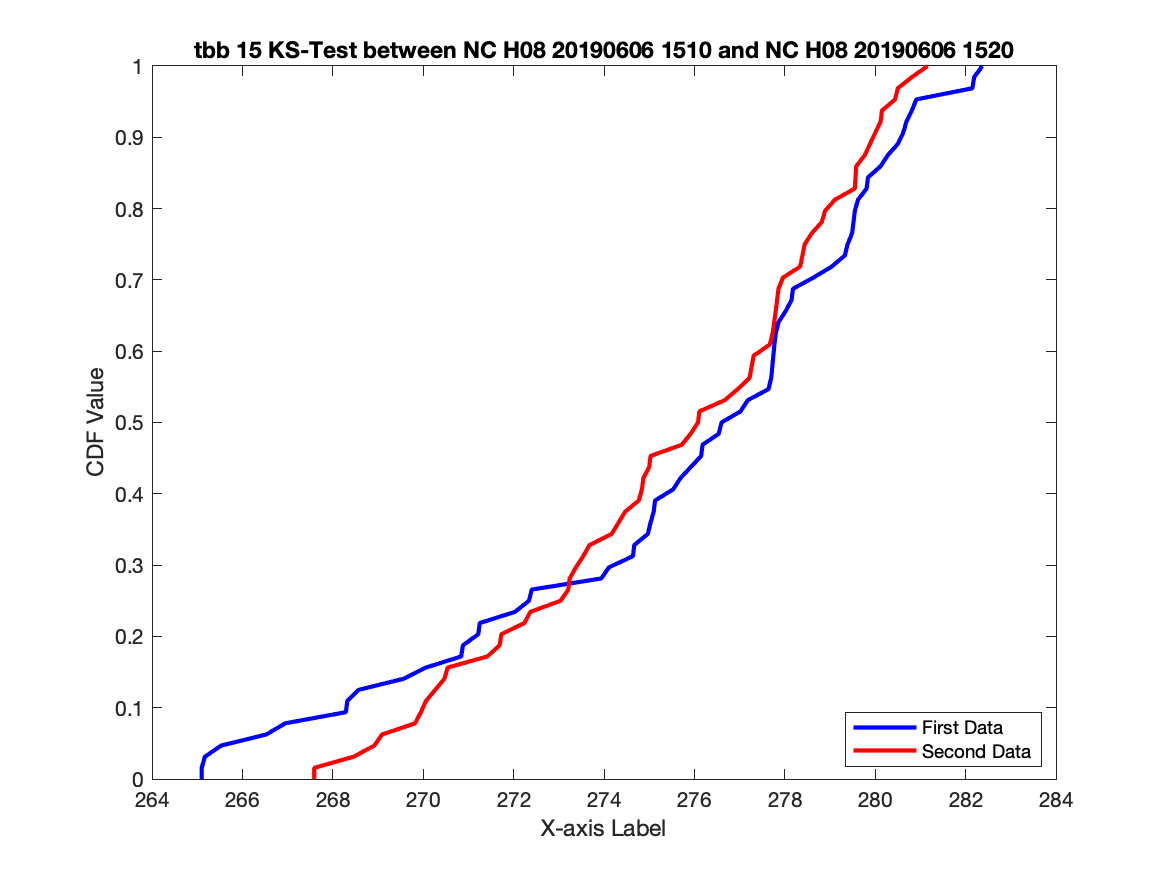 tbb 15 KS-Test between NC H08 20190606 1510 and NC H08 20190606 1520
1
0.9
0.8
0.7
0.6
0.5
0.4
0.3
0.2
0.1
0
CDF Value
First Data
Second Data
264 266 268 270 272 274 276 278 280 282 284
X-axis Label